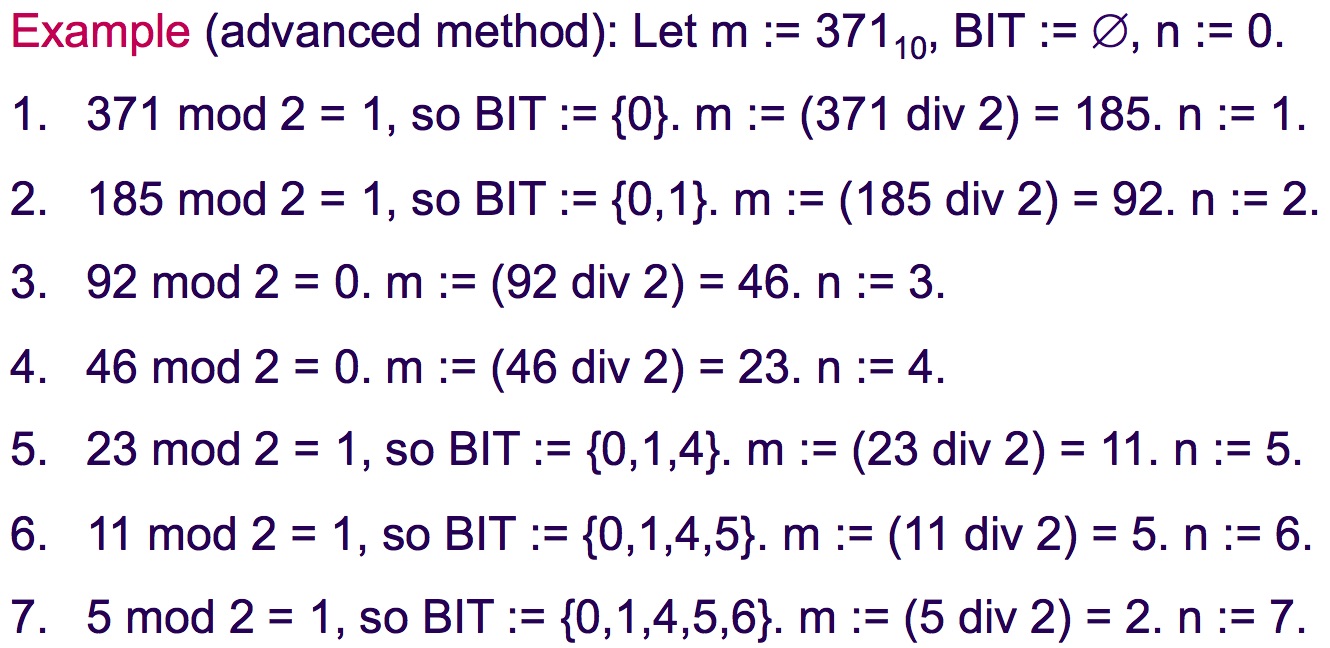 Example (advanced method): Let m := 371₁₀, BIT := ∅, n := 0.
1. 371 mod 2 = 1, so BIT := {0}. m := (371 div 2) = 185. n := 1.
2. 185 mod 2 = 1, so BIT := {0,1}. m := (185 div 2) = 92. n := 2.
3. 92 mod 2 = 0. m := (92 div 2) = 46. n := 3.
4. 46 mod 2 = 0. m := (46 div 2) = 23. n := 4.
5. 23 mod 2 = 1, so BIT := {0,1,4}. m := (23 div 2) = 11. n := 5.
6. 11 mod 2 = 1, so BIT := {0,1,4,5}. m := (11 div 2) = 5. n := 6.
7. 5 mod 2 = 1, so BIT := {0,1,4,5,6}. m := (5 div 2) = 2. n := 7.